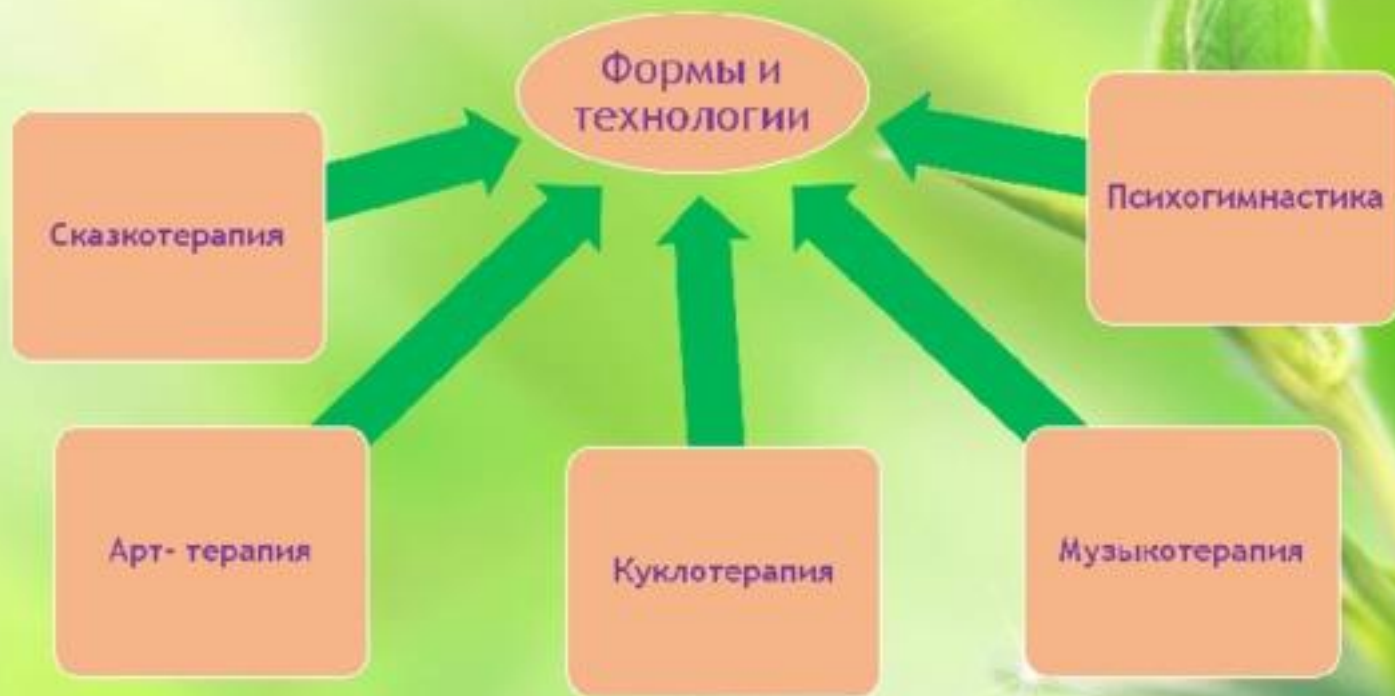 Формы и
технологии
Сказкотерапия
Психогимнастика
Арт- терапия
Куклотерапия
Музыкотерапия